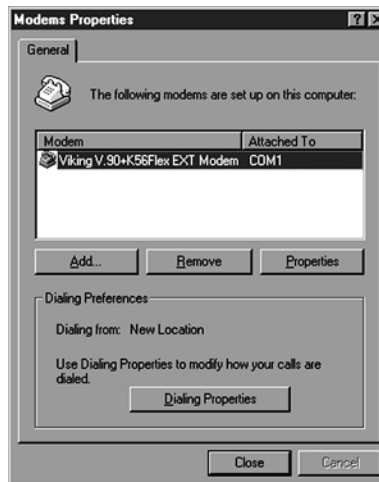 Modems Properties
General
The following modems are set up on this computer:
Modem Attached To
Viking V.90+K56Flex EXT Modem COM1
Add... Remove Properties
Dialing Preferences
Dialing from: New Location
Use Dialing Properties to modify how your calls are
dialed.
Dialing Properties
Close Cancel